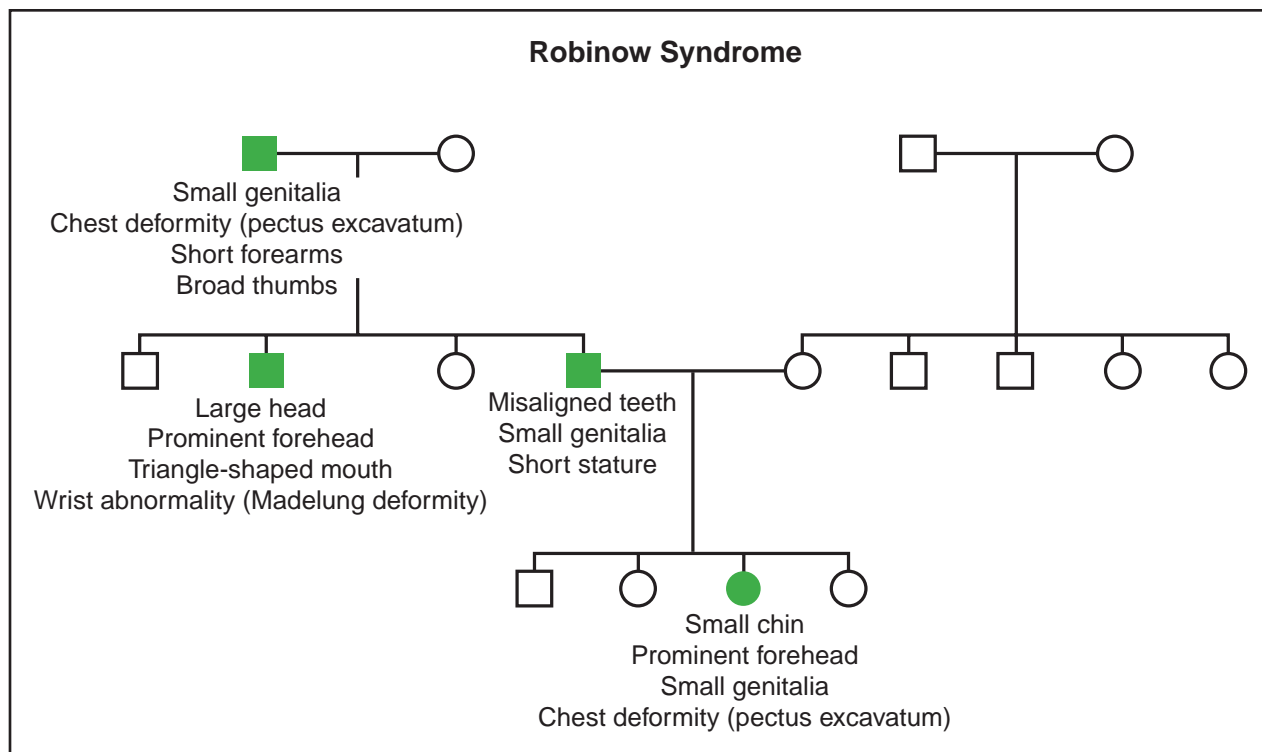 Robinow Syndrome
Small genitalia
Chest deformity (pectus excavatum)
Short forearms
Broad thumbs
Large head
Prominent forehead
Triangle-shaped mouth
Wrist abnormality (Madelung deformity)
Misaligned teeth
Small genitalia
Short stature
Small chin
Prominent forehead
Small genitalia
Chest deformity (pectus excavatum)